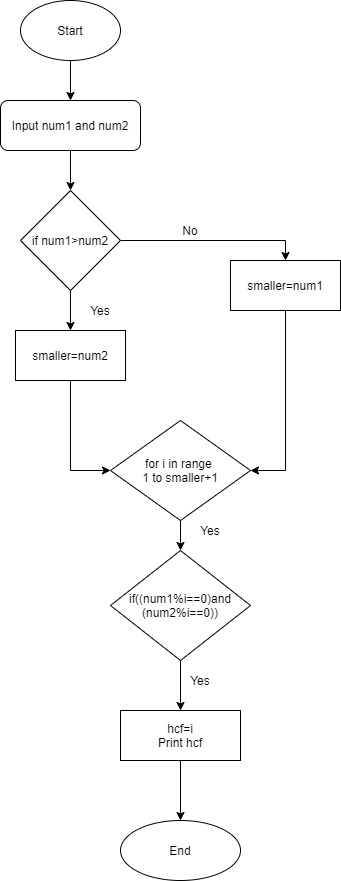 Start
Input num1 and num2
if num1>num2
No
smaller=num1
Yes
smaller=num2
for i in range
1 to smaller+1
Yes
if((num1%i==0)and
(num2%i==0))
Yes
hcf=i
Print hcf
End